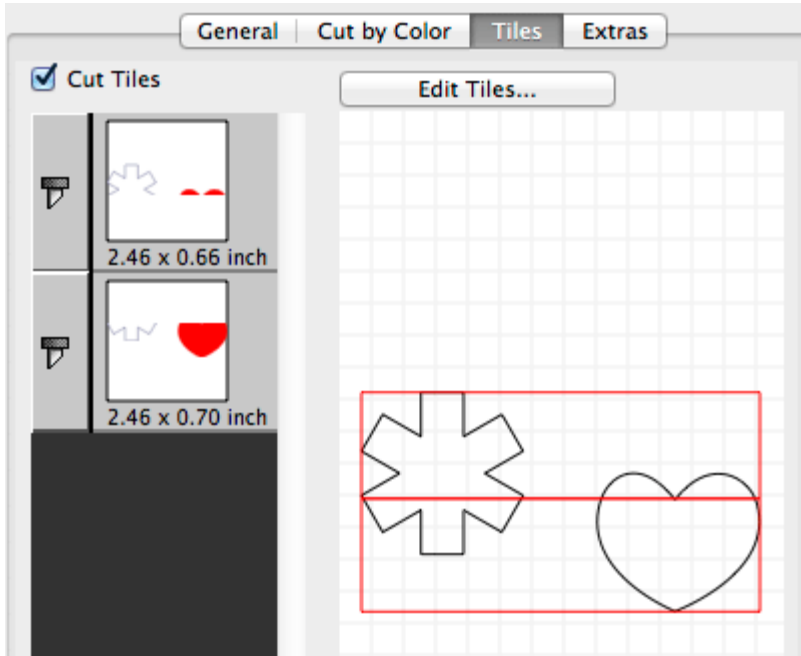 General Cut by Color Tiles Extras
Cut Tiles
Edit Tiles...
2.46 x 0.66 inch
2.46 x 0.70 inch